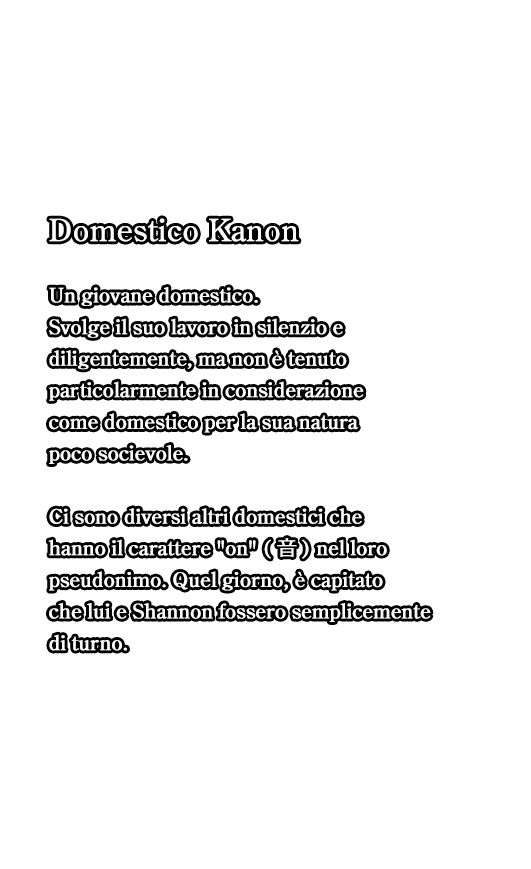 Domestico Kanon
Un giovane domestico.
Svolge il suo lavoro in silenzio e
diligentemente, ma non è tenuto
particolarmente in considerazione
come domestico per la sua natura
poco socievole.
Ci sono diversi altri domestici che
hanno il carattere "on" (音) nel loro
pseudonimo. Quel giorno, è capitato
che lui e Shannon fossero semplicemente
di turno.